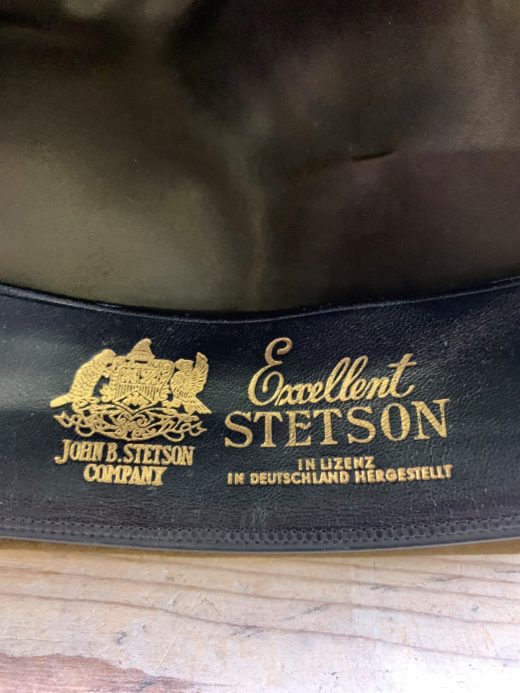 JOHN B. STETSON
COMPANY
Excellent
STETSON
IN LIZENZ
IN DEUTSCHLAND HERGESTELLT